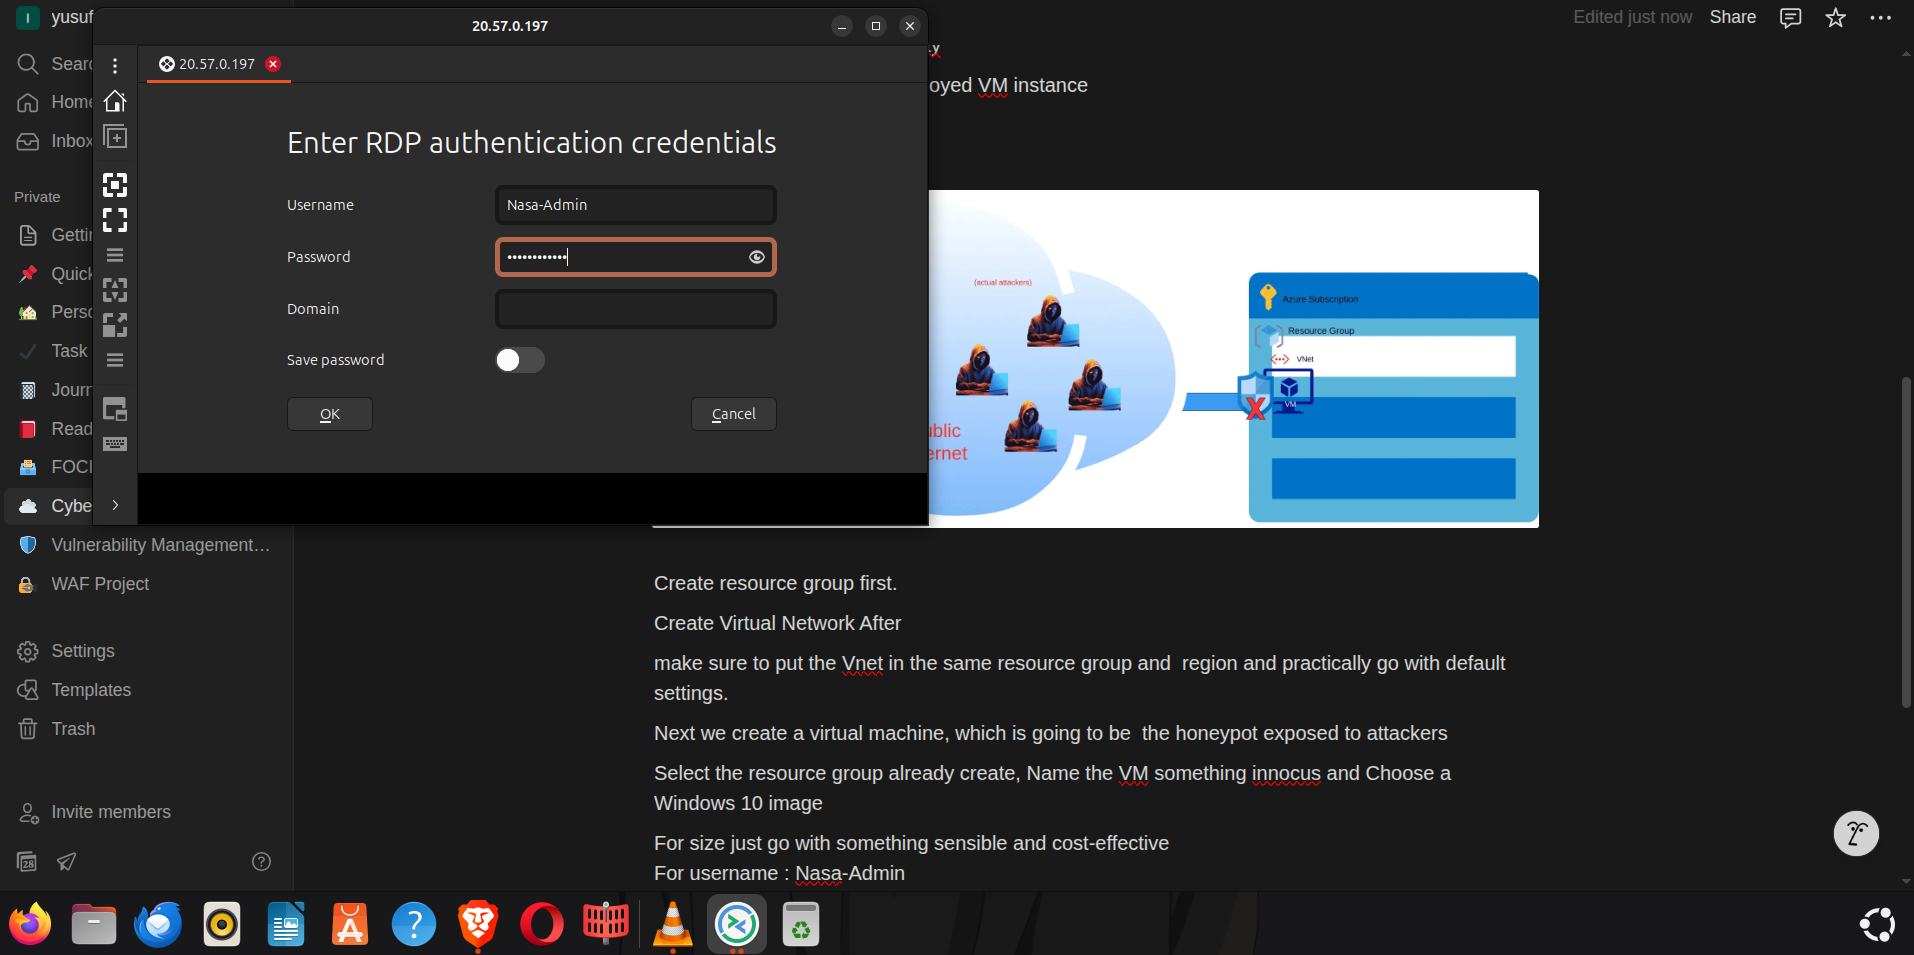 I yusuf
Edited just now Share
20.57.0.197
20.57.0.197
Sear
Home
Inbox
Private
Gettir
Quick
Perso
Task
Journ
Read
FOCI
Cybe
Vulnerability Management...
WAF Project
Settings
Templates
Trash
Invite members
28
Enter RDP authentication credentials
Username Nasa-Admin
Password ••••••••••••
Domain
Save password
OK Cancel
.y
oyed VM instance
(actual attackers)
ublic
ernet
Azure Subscription
Resource Group
VNet
VM
X
Create resource group first.
Create Virtual Network After
make sure to put the Vnet in the same resource group and  region and practically go with default
settings.
Next we create a virtual machine, which is going to be  the honeypot exposed to attackers
Select the resource group already create, Name the VM something innocus and Choose a
Windows 10 image
For size just go with something sensible and cost-effective
For username : Nasa-Admin